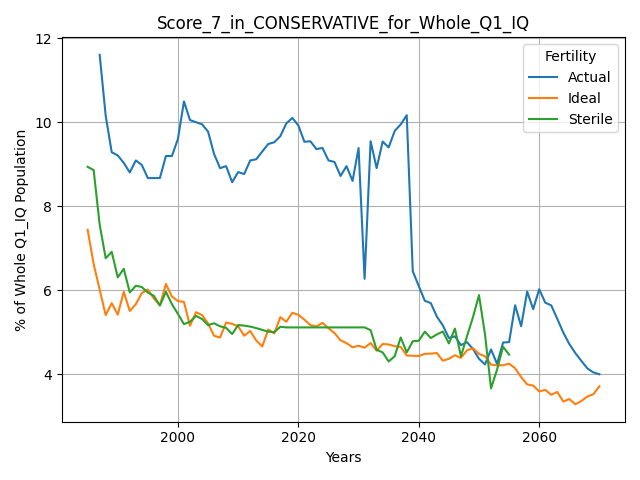 Score_7_in_CONSERVATIVE_for_Whole_Q1_IQ
% of Whole Q1_IQ Population
12
10
8
6
4
Fertility
Actual
Ideal
Sterile
2000 2020 2040 2060
Years